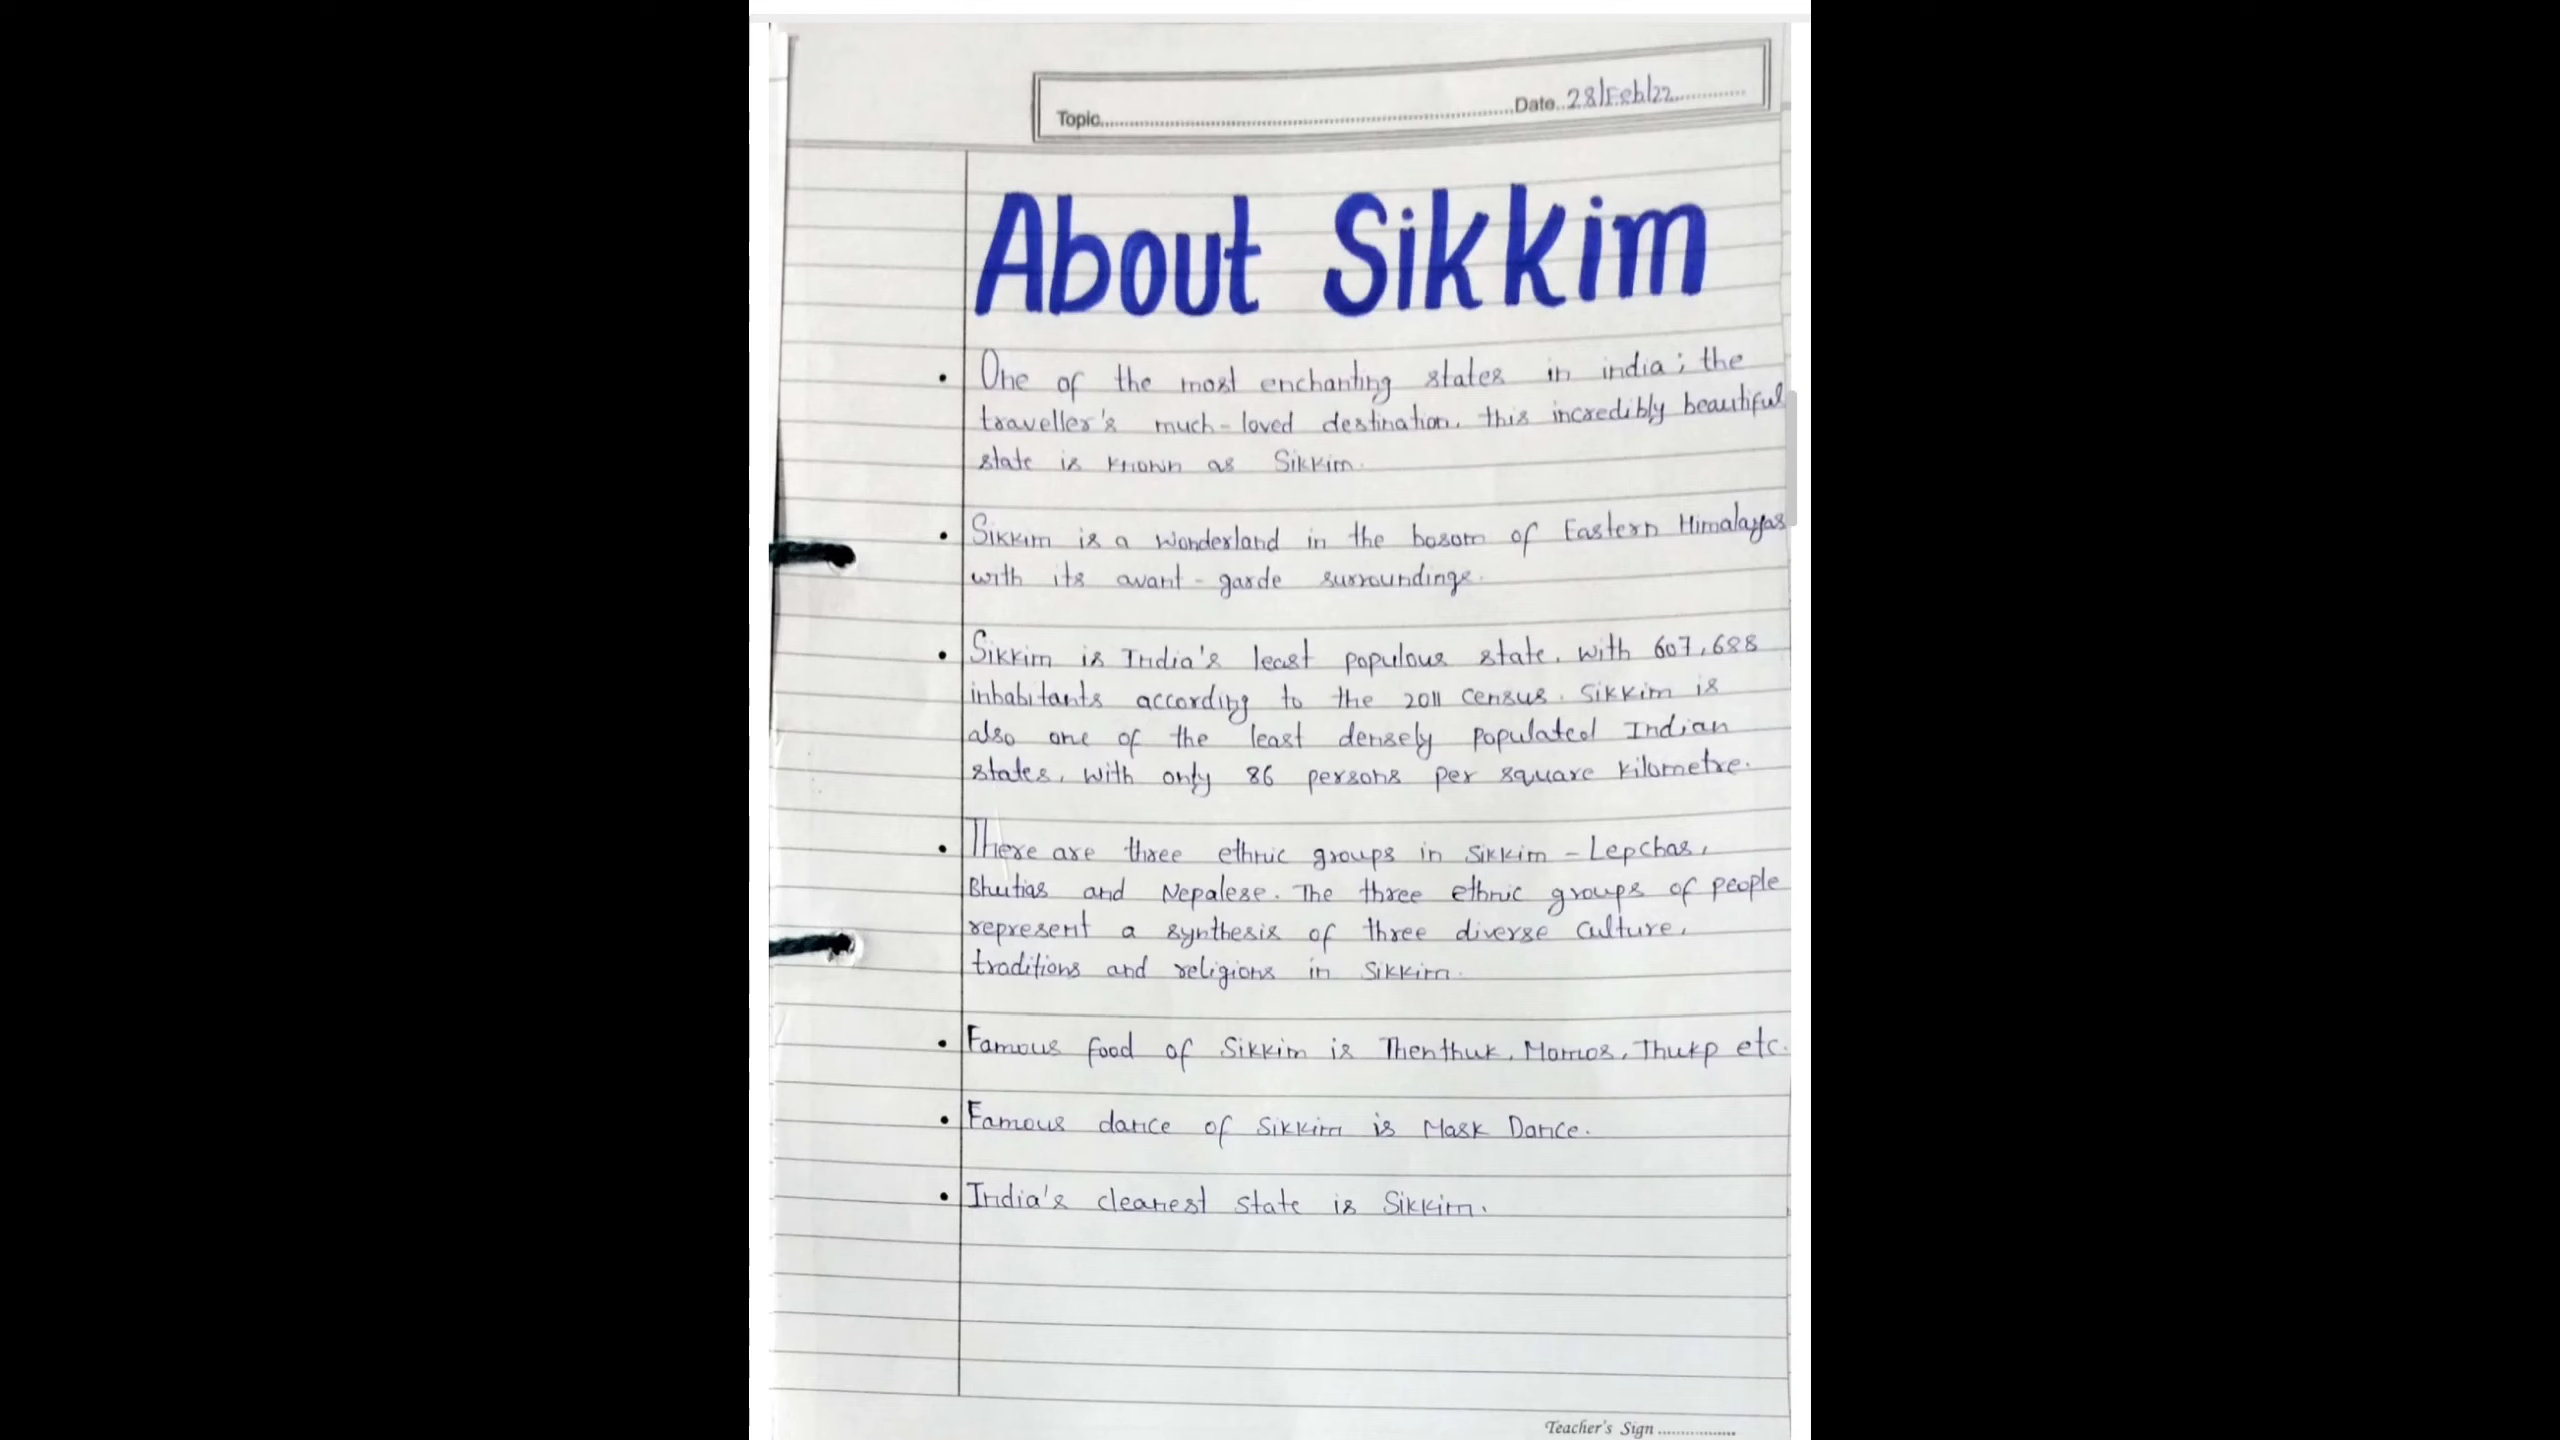 Topic.......... Date..28/Feb/22..........
About Sikkim
• One of the most enchanting states in india; the
traveller's much-loved destination, this incredibly beautiful
state is known as Sikkim.
• Sikkim is a wonderland in the bosom of Eastern Himalayas
with its avant-garde surroundings.
• Sikkim is India's least populous state, with 607,688
inhabitants according to the 2011 census. Sikkim is
also one of the least densely populated Indian
states, with only 86 persons per square kilometre.
• There are three ethnic groups in Sikkim - Lepchas,
Bhutias and Nepalese. The three ethnic groups of people
represent a synthesis of three diverse culture,
traditions and religions in Sikkim.
• Famous food of Sikkim is Thenthuk, Momos, Thukp etc.
• Famous dance of Sikkim is Mask Dance.
• India's cleanest state is Sikkim.
Teacher's Sign ..........